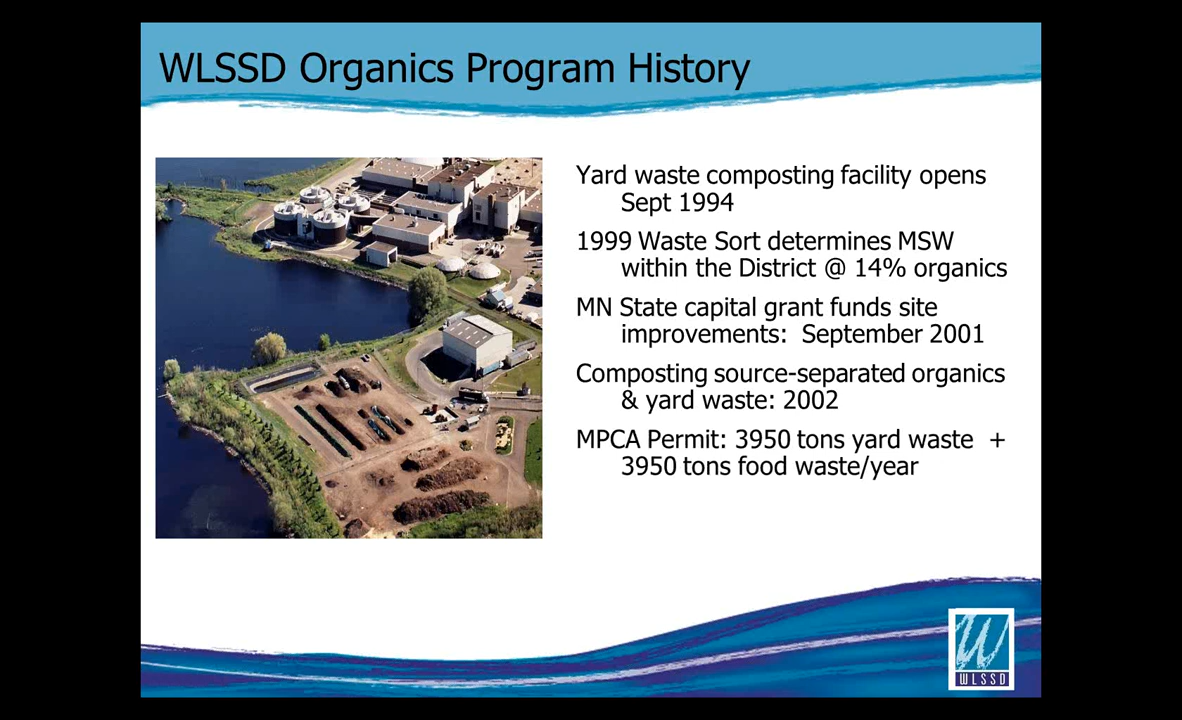 WLSSD Organics Program History
Yard waste composting facility opens
Sept 1994
1999 Waste Sort determines MSW
within the District @ 14% organics
MN State capital grant funds site
improvements:  September 2001
Composting source-separated organics
& yard waste: 2002
MPCA Permit: 3950 tons yard waste  +
3950 tons food waste/year
W
WLSSD